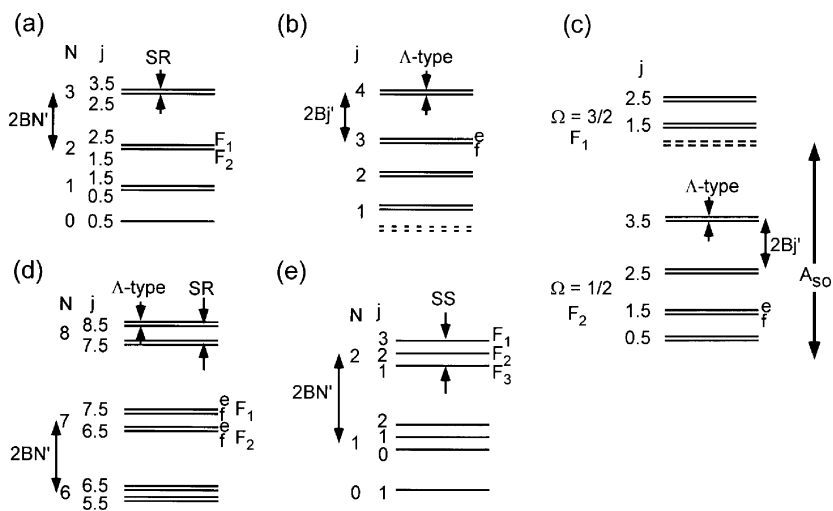 (a)
N j SR
3 3.5
2.5
2BN'
2 2.5 F₁
1.5 F₂
1 1.5
0.5
0 0.5
(b)
j Λ-type
4
2Bj'
3 e
f
2
1
(c)
j
2.5
Ω = 3/2 1.5
F₁
Λ-type
3.5
2Bj'
2.5
A_so
Ω = 1/2 1.5 e
F₂ f
0.5
(d)
N j Λ-type SR
8 8.5
7.5
7 7.5 e F₁
f
6.5 e F₂
f
2BN'
6 6.5
5.5
(e)
N j SS
3 F₁
2 2 F₂
1 F₃
2BN'
2
1 1
0
0 1